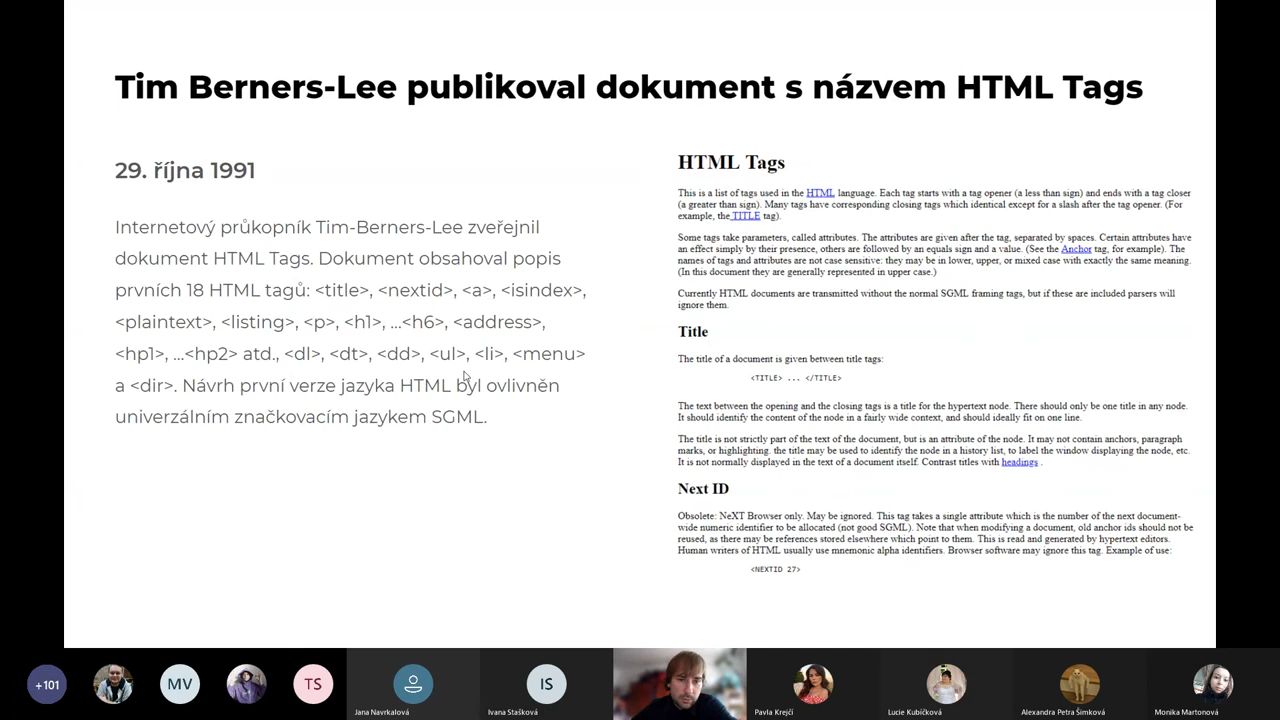 Tim Berners-Lee publikoval dokument s názvem HTML Tags
29. října 1991
Internetový průkopník Tim-Berners-Lee zveřejnil
dokument HTML Tags. Dokument obsahoval popis
prvních 18 HTML tagů: <title>, <nextid>, <a>, <isindex>,
<plaintext>, <listing>, <p>, <h1>, ...<h6>, <address>,
<hp1>, ...<hp2> atd., <dl>, <dt>, <dd>, <ul>, <li>, <menu>
a <dir>. Návrh první verze jazyka HTML byl ovlivněn
univerzálním značkovacím jazykem SGML.
HTML Tags
This is a list of tags used in the HTML language. Each tag starts with a tag opener (a less than sign) and ends with a tag closer
(a greater than sign). Many tags have corresponding closing tags which identical except for a slash after the tag opener. (For
example, the TITLE tag).
Some tags take parameters, called attributes. The attributes are given after the tag, separated by spaces. Certain attributes have
an effect simply by their presence, others are followed by an equals sign and a value. (See the Anchor tag, for example). The
names of tags and attributes are not case sensitive: they may be in lower, upper, or mixed case with exactly the same meaning.
(In this document they are generally represented in upper case.)
Currently HTML documents are transmitted without the normal SGML framing tags, but if these are included parsers will
ignore them.
Title
The title of a document is given between title tags:
<TITLE> ... </TITLE>
The text between the opening and the closing tags is a title for the hypertext node. There should only be one title in any node.
It should identify the content of the node in a fairly wide context, and should ideally fit on one line.
The title is not strictly part of the text of the document, but is an attribute of the node. It may not contain anchors, paragraph
marks, or highlighting. the title may be used to identify the node in a history list, to label the window displaying the node, etc.
It is not normally displayed in the text of a document itself. Contrast titles with headings .
Next ID
Obsolete: NeXT Browser only. May be ignored. This tag takes a single attribute which is the number of the next document-
wide numeric identifier to be allocated (not good SGML). Note that when modifying a document, old anchor ids should not be
reused, as there may be references stored elsewhere which point to them. This is read and generated by hypertext editors.
Human writers of HTML usually use mnemonic alpha identifiers. Browser software may ignore this tag. Example of use:
<NEXTID 27>
+101
MV
TS
IS
Jana Navrkalová
Ivana Stašková
Pavla Krejčí
Lucie Kubíčková
Alexandra Petra Šimková
Monika Martonová